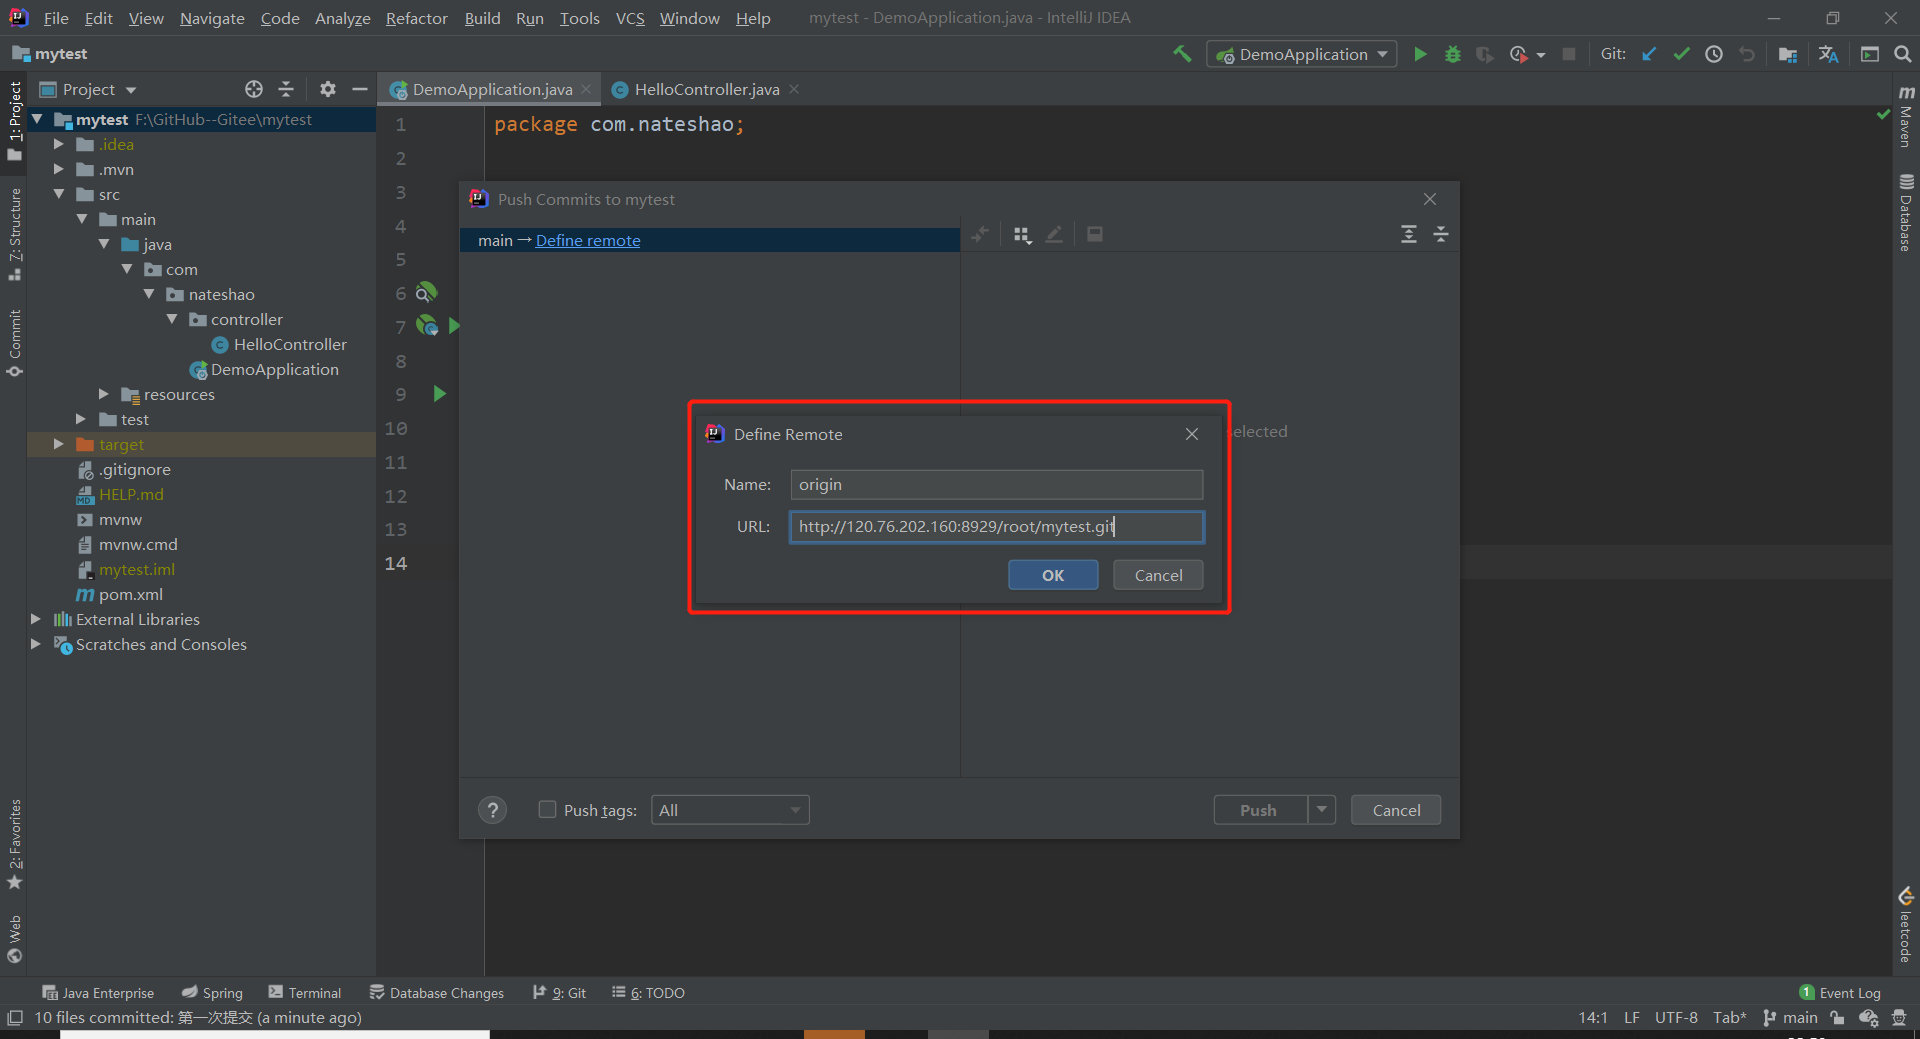 File Edit View Navigate Code Analyze Refactor Build Run Tools VCS Window Help mytest - DemoApplication.java - IntelliJ IDEA
mytest
DemoApplication
Git:
Project
DemoApplication.java
HelloController.java
1: Project
7: Structure
Commit
2: Favorites
Web
mytest F:\GitHub--Gitee\mytest
.idea
.mvn
src
main
java
com
nateshao
controller
HelloController
DemoApplication
resources
test
target
.gitignore
HELP.md
mvnw
mvnw.cmd
mytest.iml
pom.xml
External Libraries
Scratches and Consoles
1 package com.nateshao;
2
3
4
5
6
7
8
9
10
11
12
13
14
Push Commits to mytest
main → Define remote
selected
Define Remote
Name: origin
URL: http://120.76.202.160:8929/root/mytest.git
OK Cancel
? Push tags: All Push Cancel
Maven
Database
leetcode
Java Enterprise Spring Terminal Database Changes 9: Git 6: TODO 1 Event Log
10 files committed: 第一次提交 (a minute ago) 14:1 LF UTF-8 Tab* main